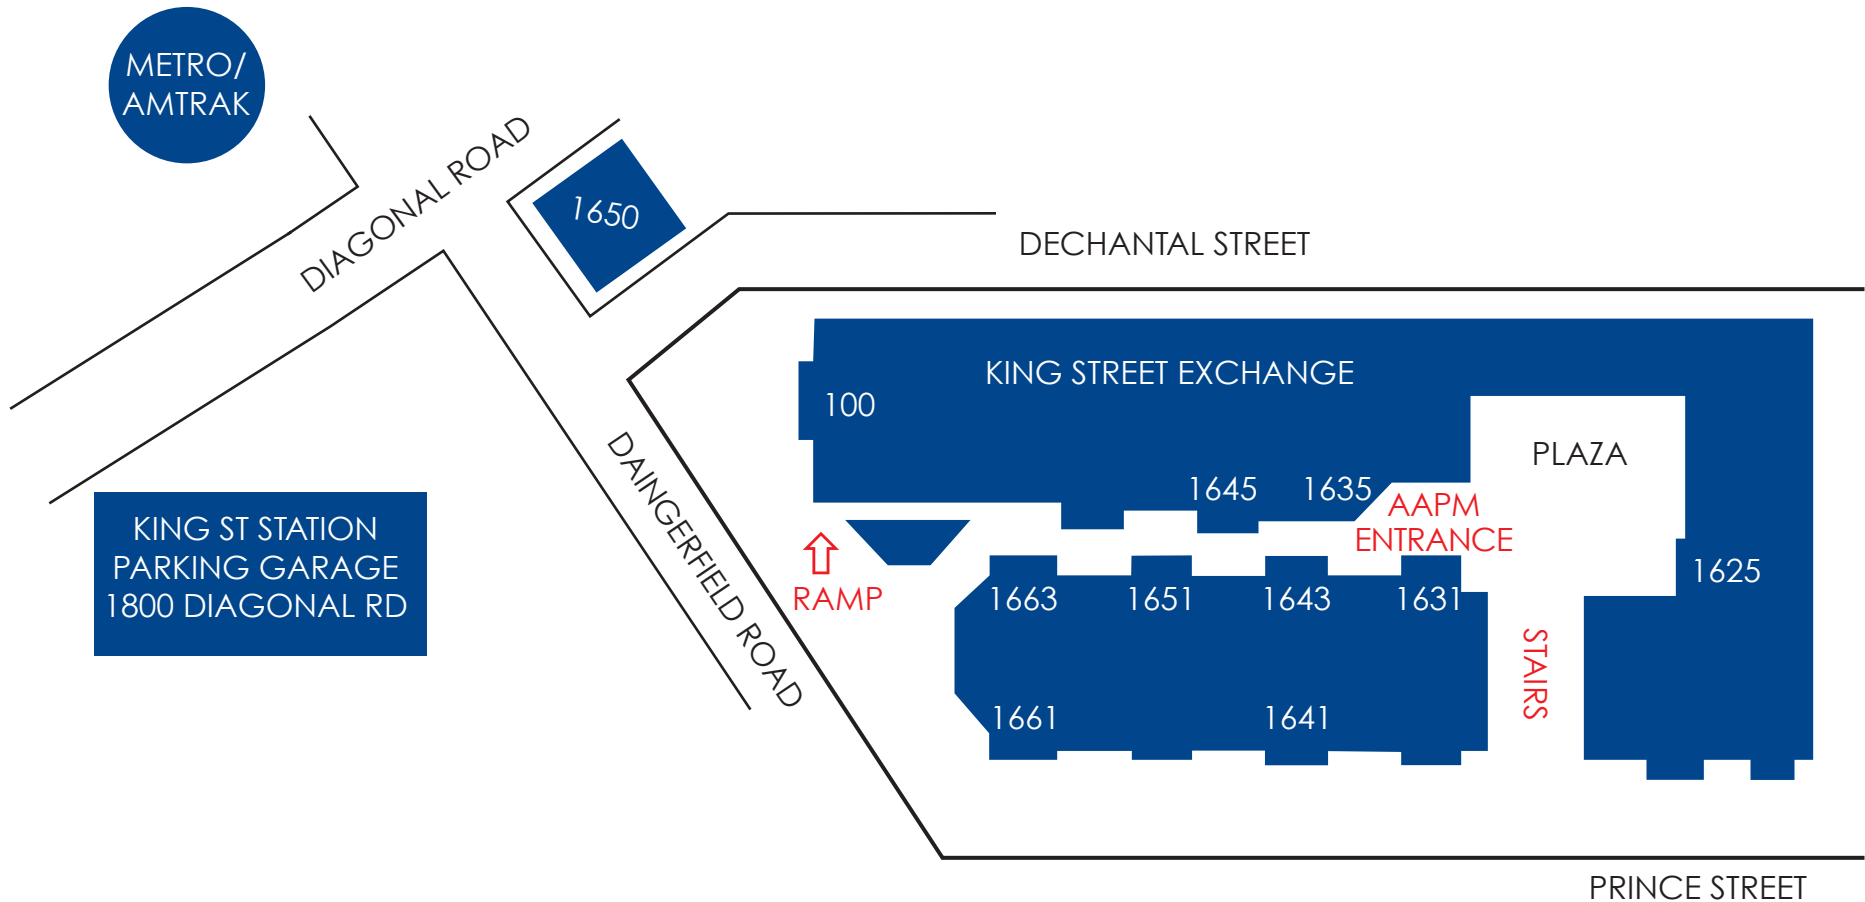 METRO/
AMTRAK
DIAGONAL ROAD
1650
DECHANTAL STREET
KING STREET EXCHANGE
100
PLAZA
1645
1635
AAPM
ENTRANCE
KING ST STATION
PARKING GARAGE
1800 DIAGONAL RD
DAINGERFIELD ROAD
RAMP
1625
1663
1651
1643
1631
STAIRS
1661
1641
PRINCE STREET